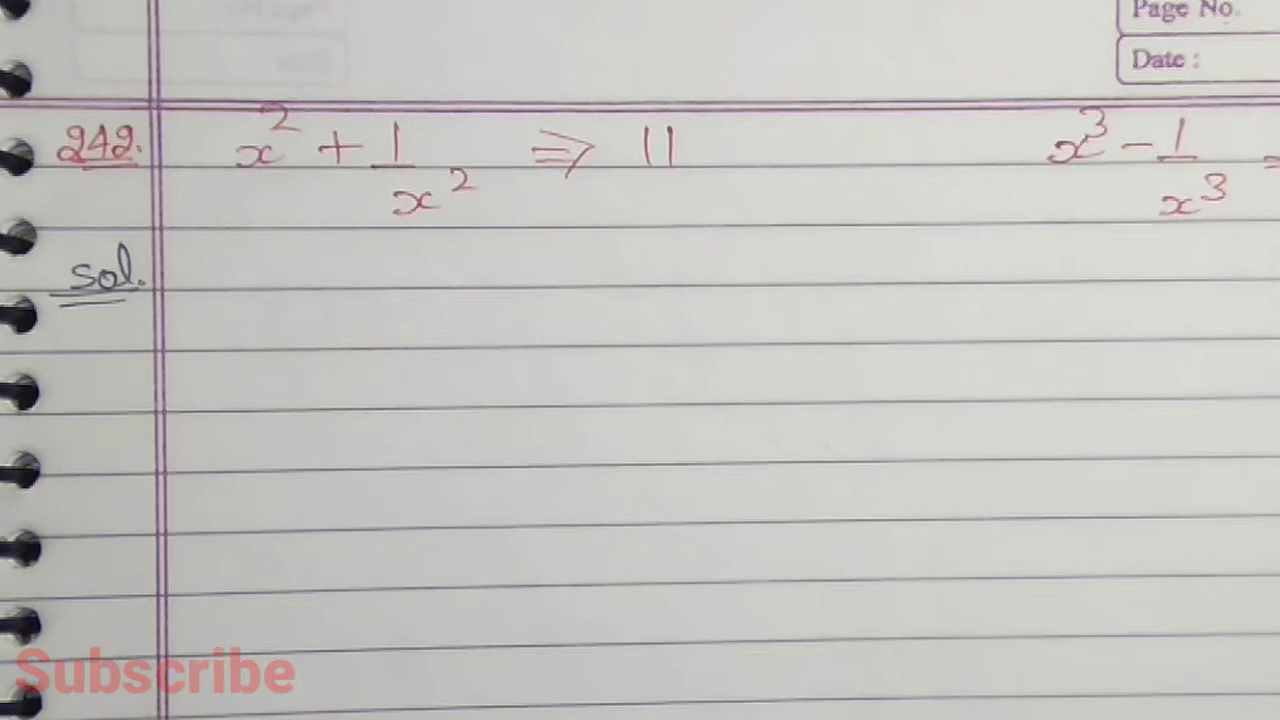 Page No.
Date :
242. x² + 1/x² ⇒ 11 x³ - 1/x³ =
Sol.
Subscribe